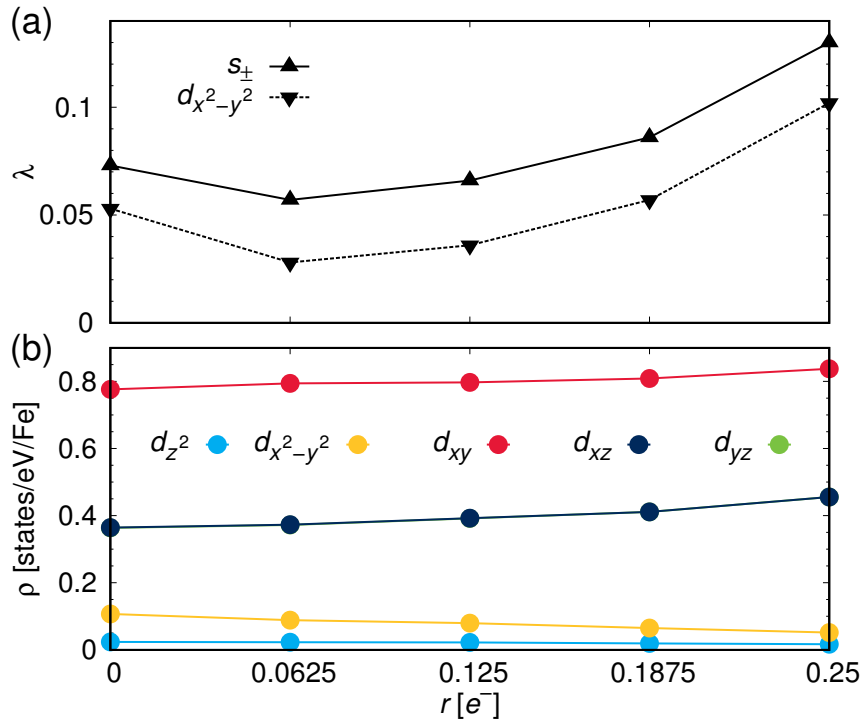 (a)
s±
dx²−y²
0.1
0.05
0
λ
(b)
0.8
0.6
0.4
0.2
0
dz² dx²−y² dxy dxz dyz
ρ [states/eV/Fe]
0 0.0625 0.125 0.1875 0.25
r [e⁻]